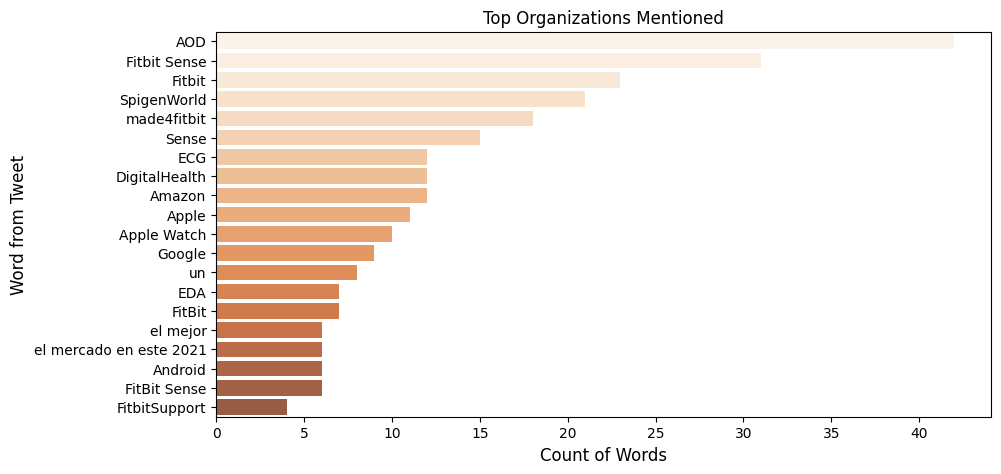 Top Organizations Mentioned
Word from Tweet
AOD
Fitbit Sense
Fitbit
SpigenWorld
made4fitbit
Sense
ECG
DigitalHealth
Amazon
Apple
Apple Watch
Google
un
EDA
FitBit
el mejor
el mercado en este 2021
Android
FitBit Sense
FitbitSupport
0 5 10 15 20 25 30 35 40
Count of Words